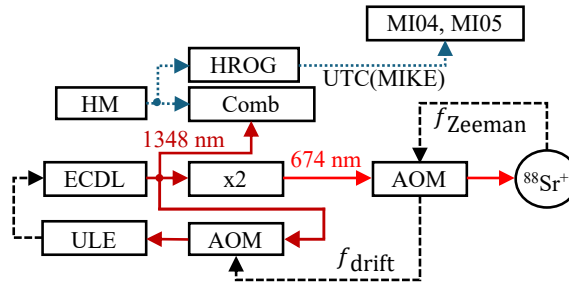 MI04, MI05
HROG
UTC(MIKE)
HM
Comb
1348 nm
f_Zeeman
674 nm
ECDL
x2
AOM
⁸⁸Sr⁺
ULE
AOM
f_drift